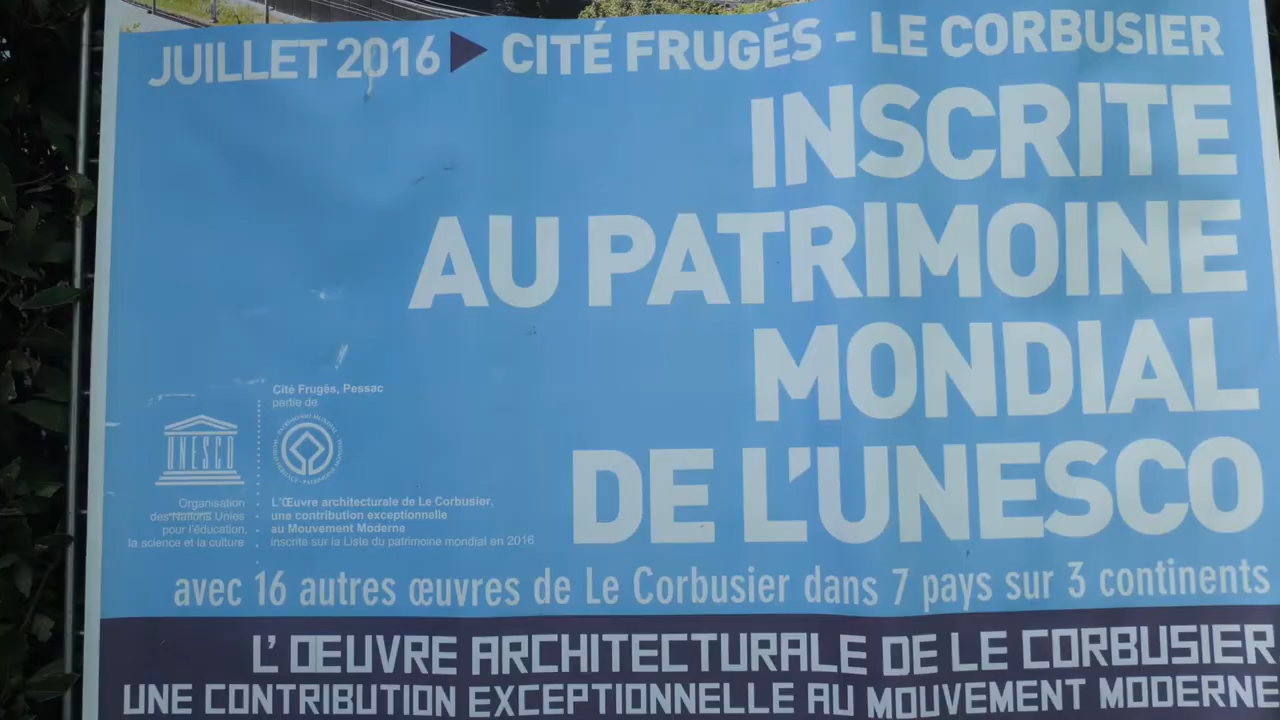 JUILLET 2016 ▶ CITÉ FRUGÈS - LE CORBUSIER
INSCRITE
AU PATRIMOINE
MONDIAL
DE L'UNESCO
Cité Frugès, Pessac
partie de
UNESCO
Organisation
des Nations Unies
pour l'éducation,
la science et la culture
L'Œuvre architecturale de Le Corbusier,
une contribution exceptionnelle
au Mouvement Moderne
inscrite sur la Liste du patrimoine mondial en 2016
avec 16 autres œuvres de Le Corbusier dans 7 pays sur 3 continents
L'OEUVRE ARCHITECTURALE DE LE CORBUSIER
UNE CONTRIBUTION EXCEPTIONNELLE AU MOUVEMENT MODERNE